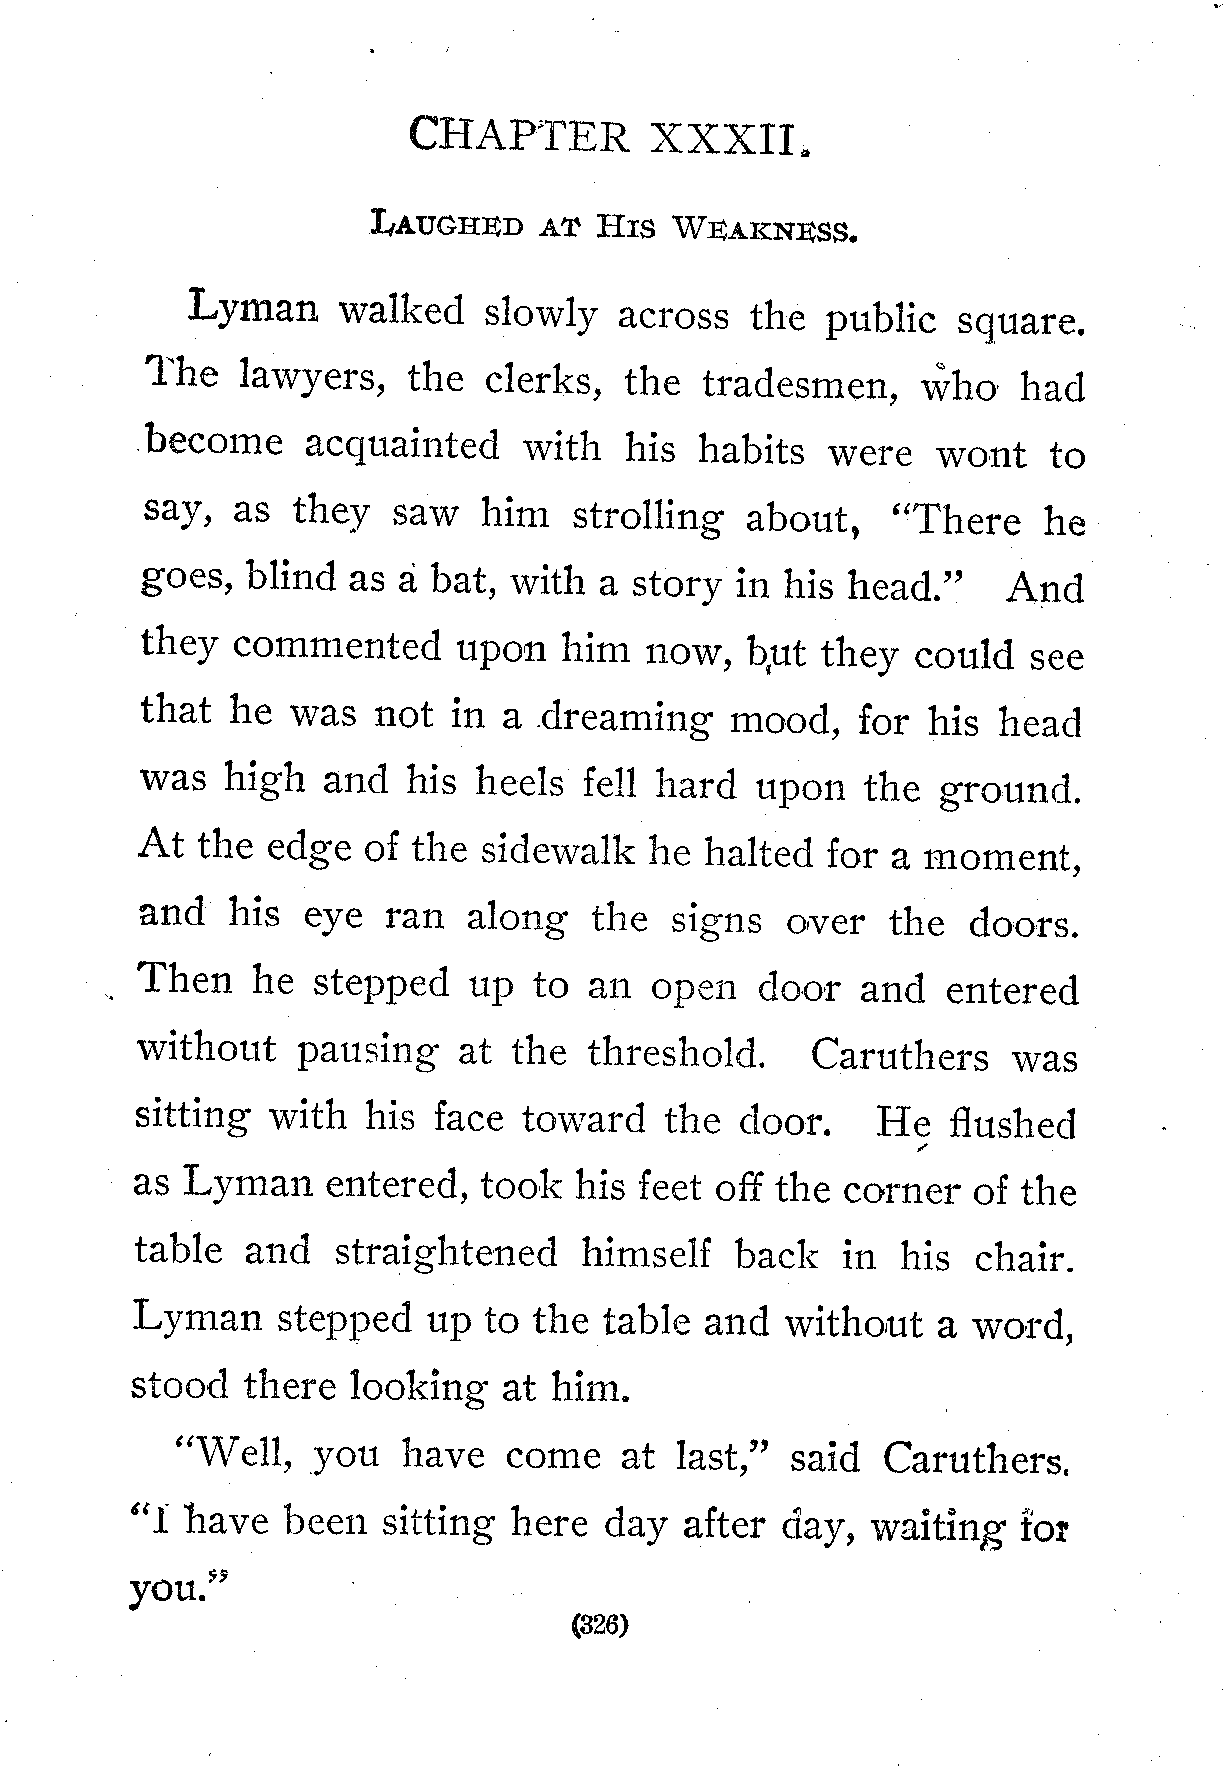 CHAPTER XXXII.
LAUGHED AT HIS WEAKNESS.
Lyman walked slowly across the public square.
The lawyers, the clerks, the tradesmen, who had
become acquainted with his habits were wont to
say, as they saw him strolling about, “There he
goes, blind as a bat, with a story in his head.” And
they commented upon him now, but they could see
that he was not in a dreaming mood, for his head
was high and his heels fell hard upon the ground.
At the edge of the sidewalk he halted for a moment,
and his eye ran along the signs over the doors.
Then he stepped up to an open door and entered
without pausing at the threshold. Caruthers was
sitting with his face toward the door. He flushed
as Lyman entered, took his feet off the corner of the
table and straightened himself back in his chair.
Lyman stepped up to the table and without a word,
stood there looking at him.
“Well, you have come at last,” said Caruthers.
“I have been sitting here day after day, waiting for
you.”
(326)